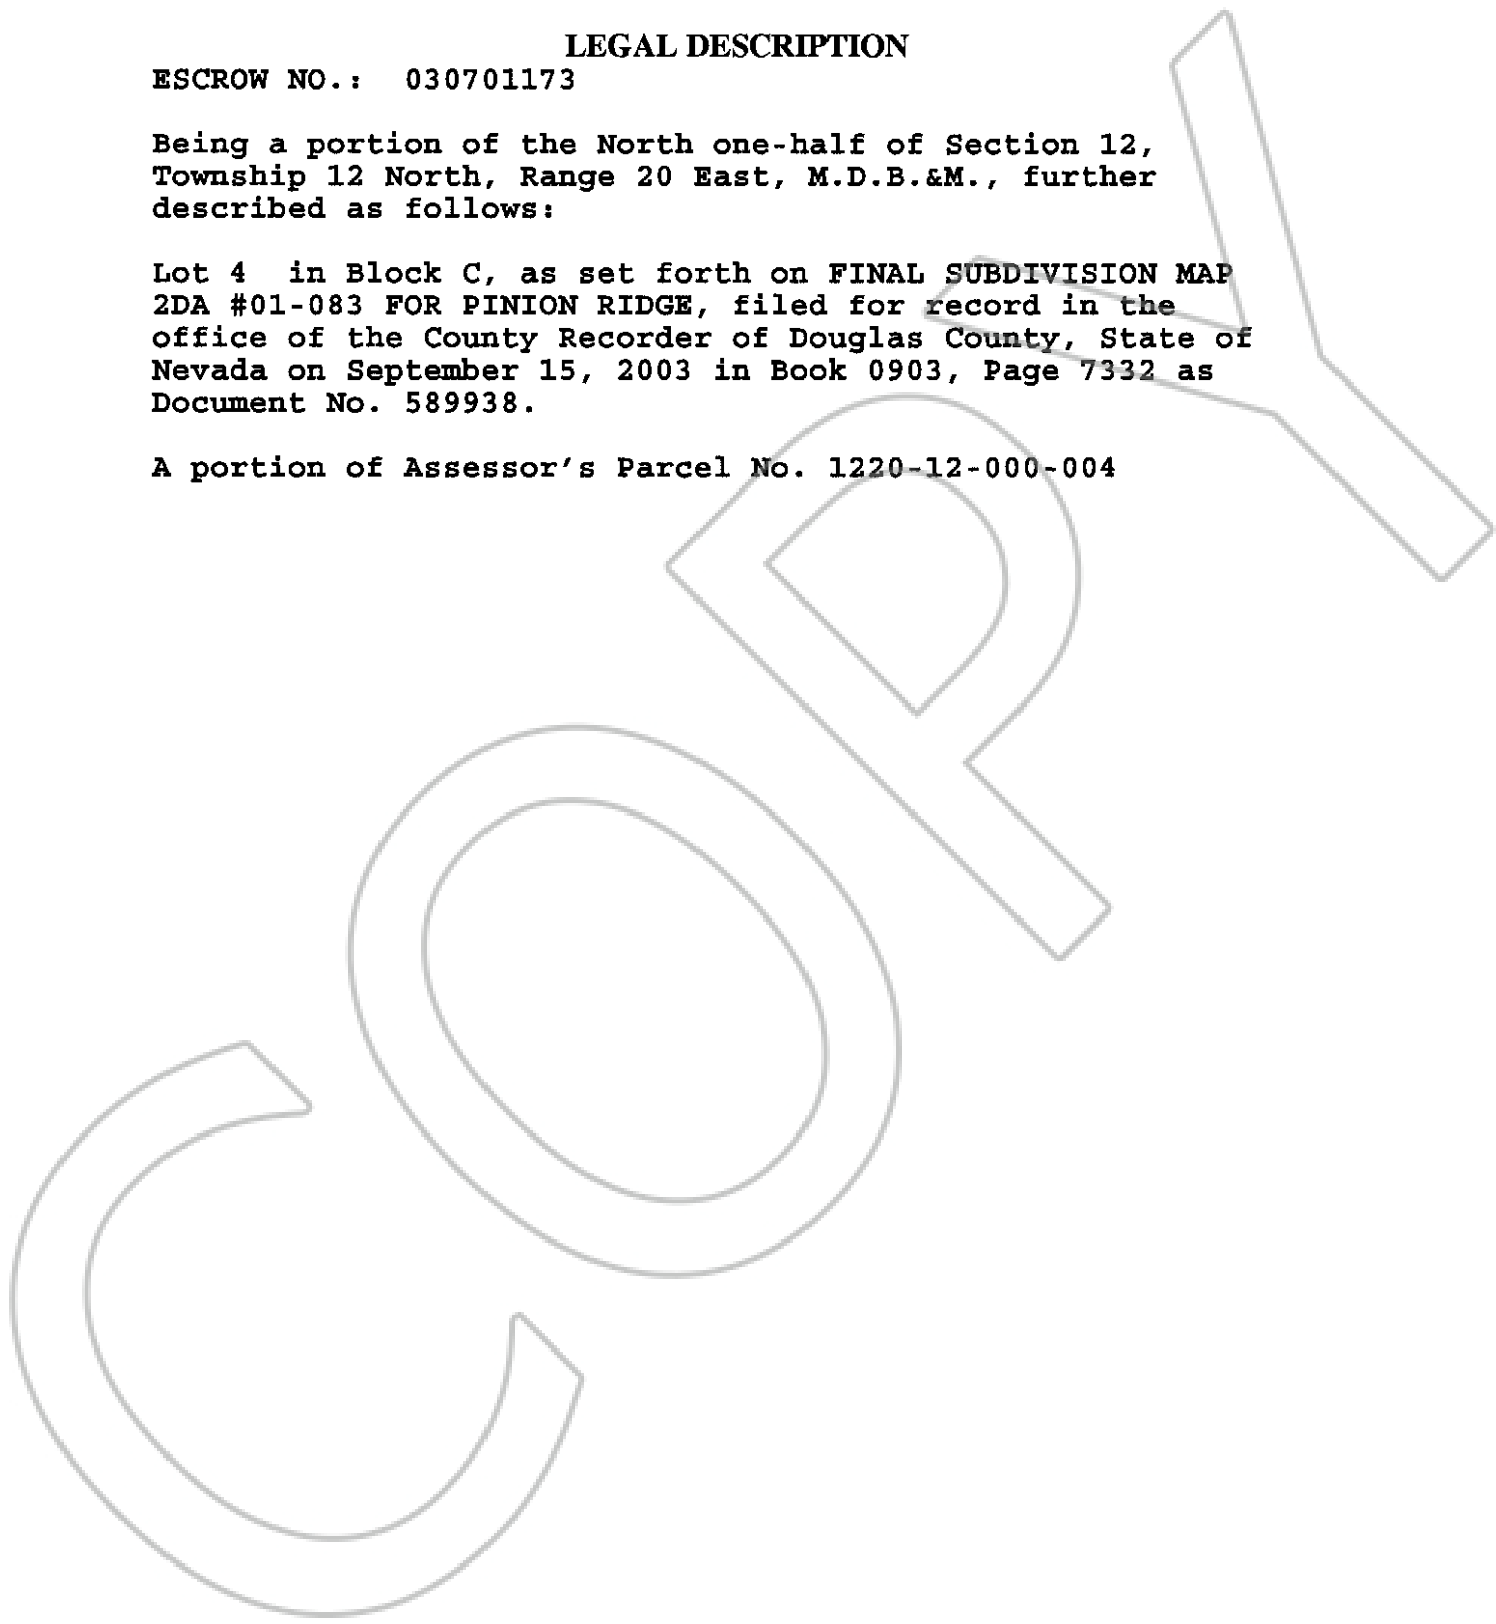 LEGAL DESCRIPTION
ESCROW NO.: 030701173
Being a portion of the North one-half of Section 12,
Township 12 North, Range 20 East, M.D.B.&M., further
described as follows:
Lot 4 in Block C, as set forth on FINAL SUBDIVISION MAP
2DA #01-083 FOR PINION RIDGE, filed for record in the
office of the County Recorder of Douglas County, State of
Nevada on September 15, 2003 in Book 0903, Page 7332 as
Document No. 589938.
A portion of Assessor's Parcel No. 1220-12-000-004
COPY